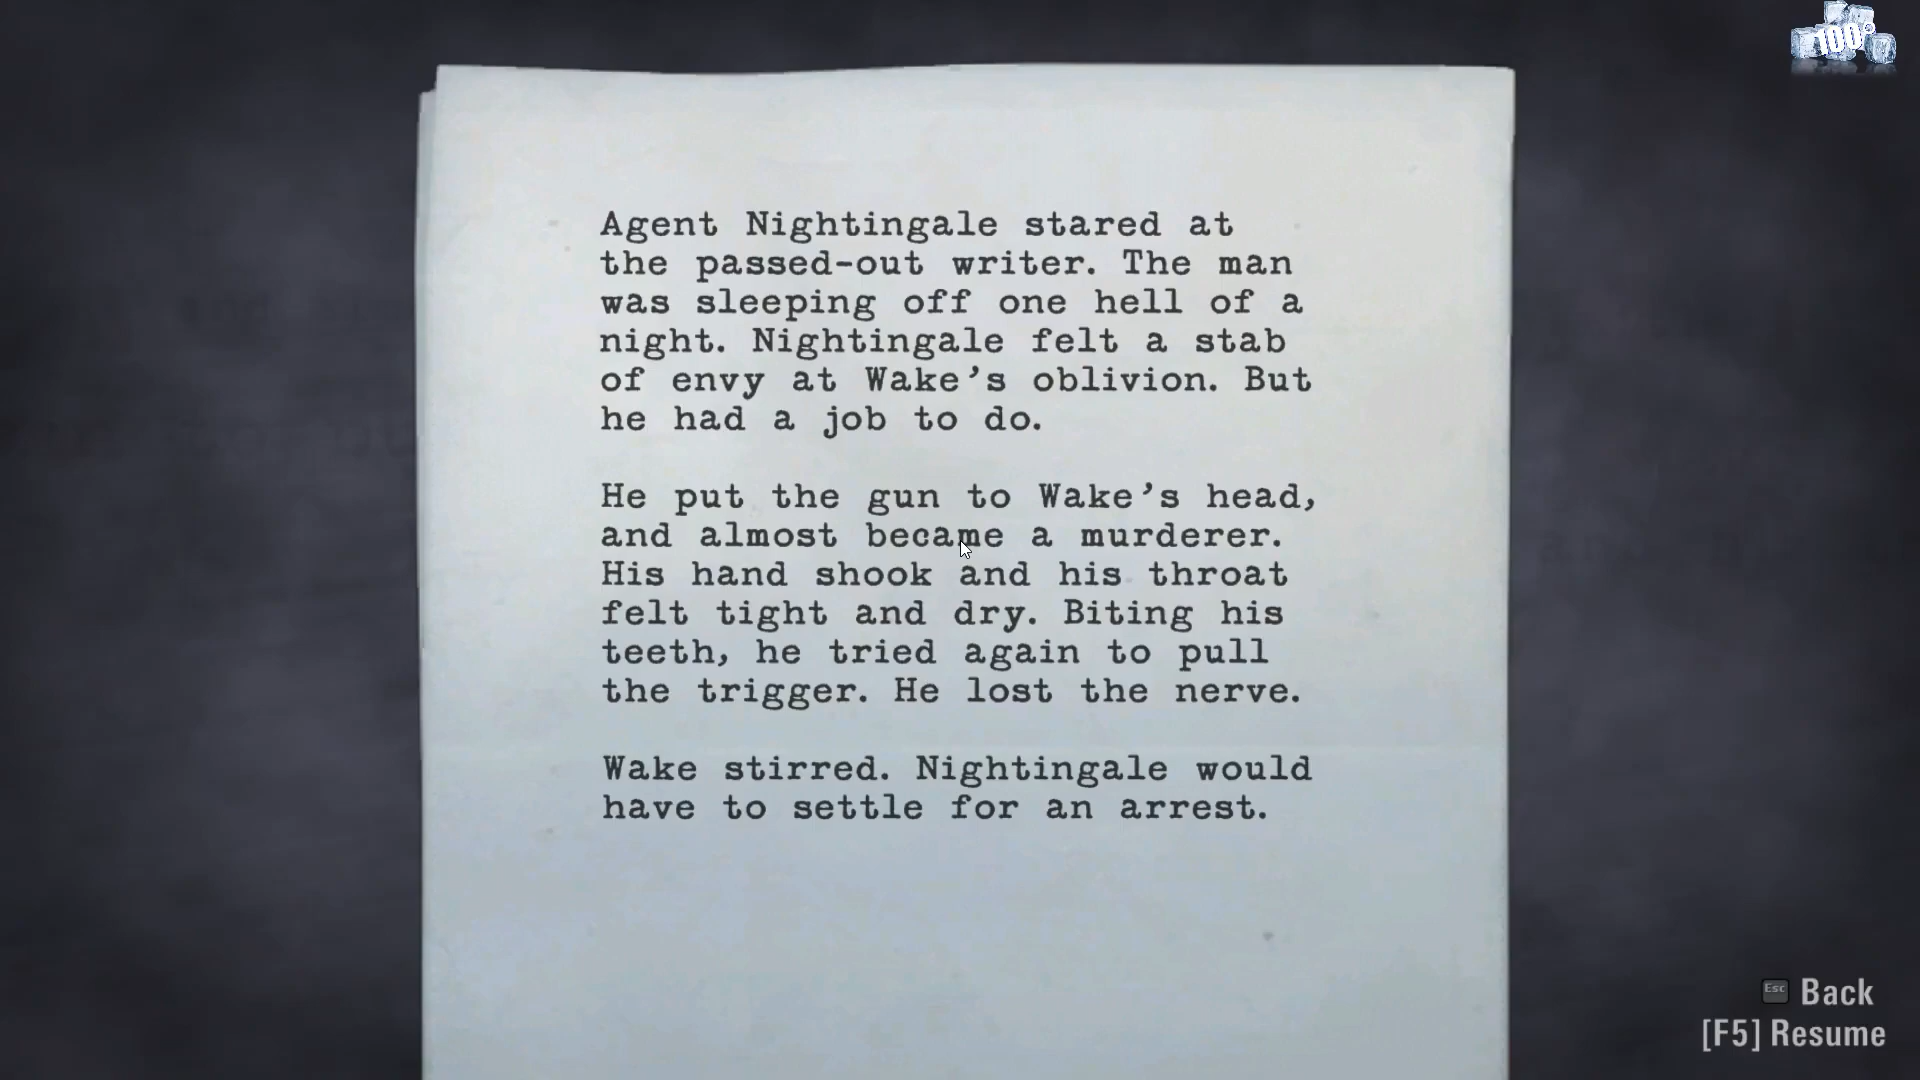 100°
Agent Nightingale stared at
the passed-out writer. The man
was sleeping off one hell of a
night. Nightingale felt a stab
of envy at Wake’s oblivion. But
he had a job to do.
He put the gun to Wake’s head,
and almost became a murderer.
His hand shook and his throat
felt tight and dry. Biting his
teeth, he tried again to pull
the trigger. He lost the nerve.
Wake stirred. Nightingale would
have to settle for an arrest.
Esc Back
[F5] Resume